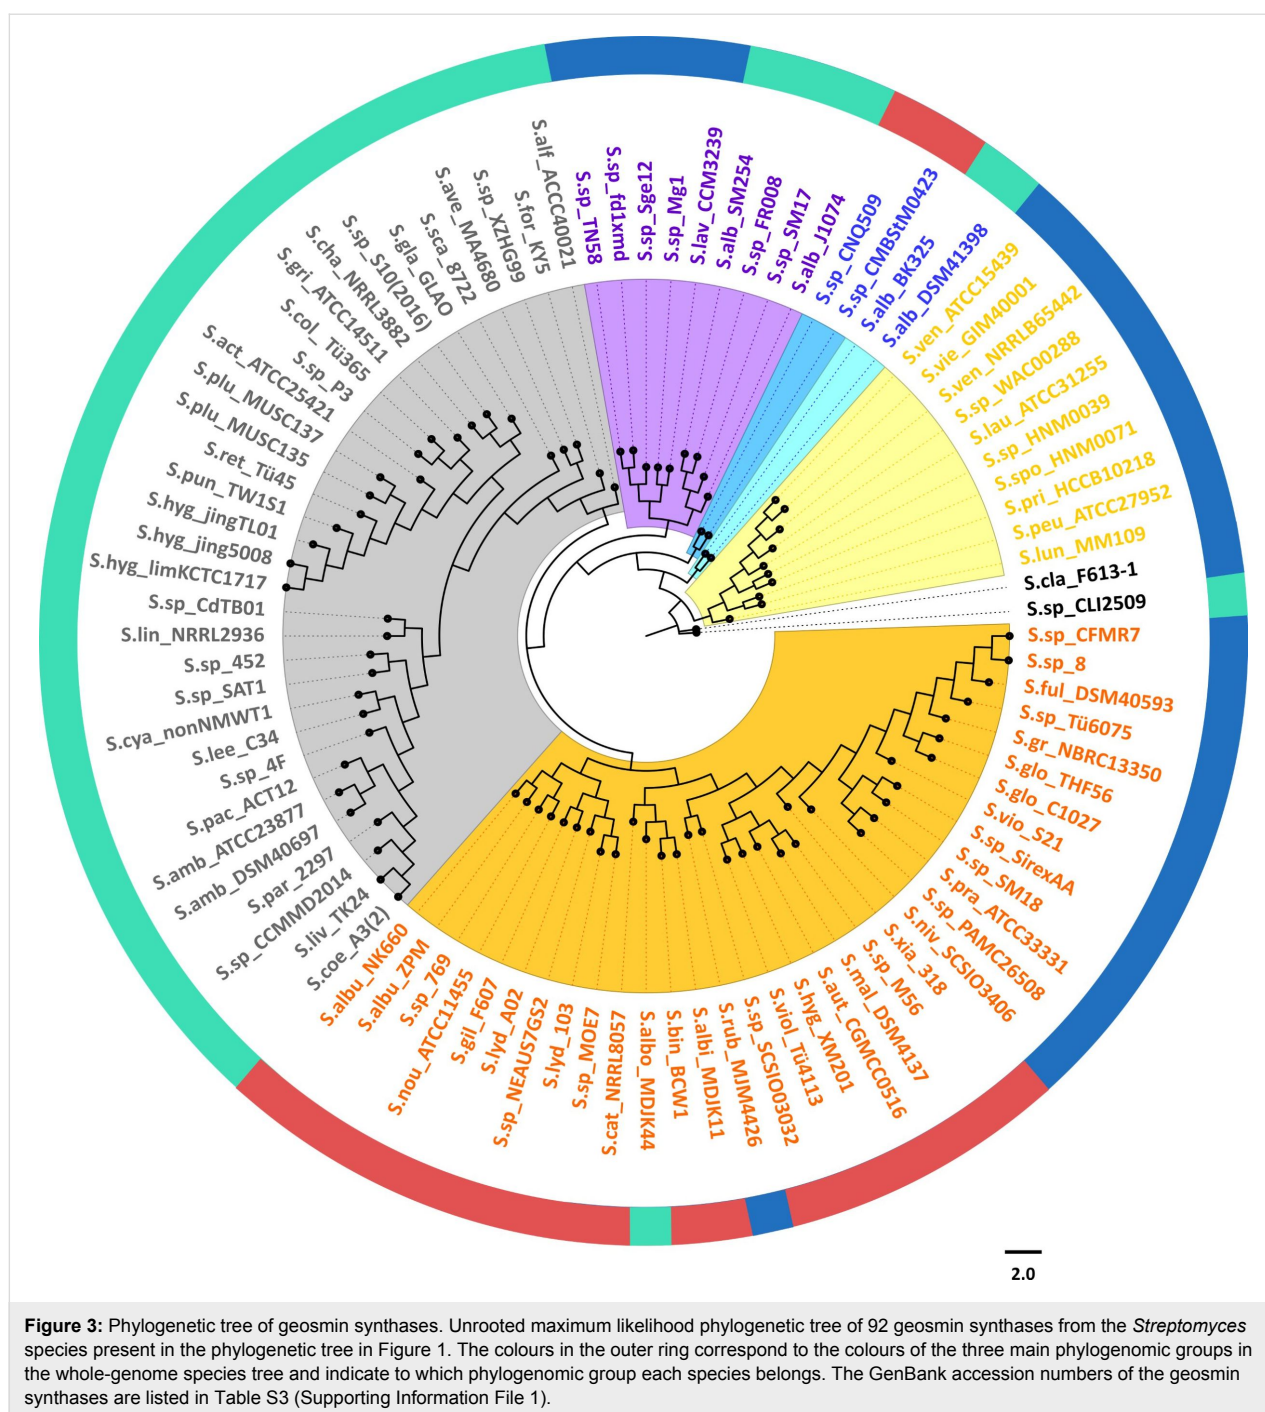 S.alf_ACCC40021
S.sp_TN58
S.sp_fd1xmd
S.sp_Sge12
S.sp_Mg1
S.lav_CCM3239
S.alb_SM254
S.sp_FR008
S.sp_SM17
S.alb_J1074
S.sp_CNQ509
S.sp_CMBStM0423
S.alb_BK325
S.alb_DSM41398
S.ven_ATCC15439
S.vie_GIM40001
S.ven_NRRLB65442
S.sp_WAC00288
S.lau_ATCC31255
S.sp_HNM0039
S.spo_HNM0071
S.pri_HCCB10218
S.peu_ATCC27952
S.lun_MM109
S.cla_F613-1
S.sp_CLI2509
S.sp_CFMR7
S.sp_8
S.ful_DSM40593
S.sp_Tü6075
S.gr_NBRC13350
S.glo_THF56
S.glo_C1027
S.vio_S21
S.sp_SirexAA
S.sp_SM18
S.pra_ATCC33331
S.sp_PAMC26508
S.niv_SCSIO3406
S.xia_318
S.sp_M56
S.mal_DSM4137
S.aut_CGMCC0516
S.hyg_XM201
S.viol_Tü4113
S.sp_SCSIO03032
S.rub_MJM4426
S.albi_MDJK11
S.bin_BCW1
S.albo_MDJK44
S.cat_NRRL8057
S.sp_MOE7
S.lyd_103
S.sp_NEAUS7GS2
S.lyd_A02
S.gil_F607
S.nou_ATCC11455
S.sp_769
S.albu_ZPM
S.albu_NK660
S.coe_A3(2)
S.liv_TK24
S.sp_CCMMD2014
S.par_2297
S.amb_DSM40697
S.amb_ATCC23877
S.pac_ACT12
S.sp_4F
S.lee_C34
S.cya_nonNMWT1
S.sp_SAT1
S.sp_452
S.lin_NRRL2936
S.sp_CdTB01
S.hyg_limKCTC1717
S.hyg_jing5008
S.hyg_jingTL01
S.pun_TW1S1
S.ret_Tü45
S.plu_MUSC135
S.plu_MUSC137
S.act_ATCC25421
S.sp_P3
S.col_Tü365
S.gri_ATCC14511
S.cha_NRRL3882
S.sp_S10(2016)
S.gla_GLAO
S.sca_8722
S.ave_MA4680
S.sp_XZHG99
S.for_KY5
2.0
Figure 3: Phylogenetic tree of geosmin synthases. Unrooted maximum likelihood phylogenetic tree of 92 geosmin synthases from the Streptomyces
species present in the phylogenetic tree in Figure 1. The colours in the outer ring correspond to the colours of the three main phylogenomic groups in
the whole-genome species tree and indicate to which phylogenomic group each species belongs. The GenBank accession numbers of the geosmin
synthases are listed in Table S3 (Supporting Information File 1).